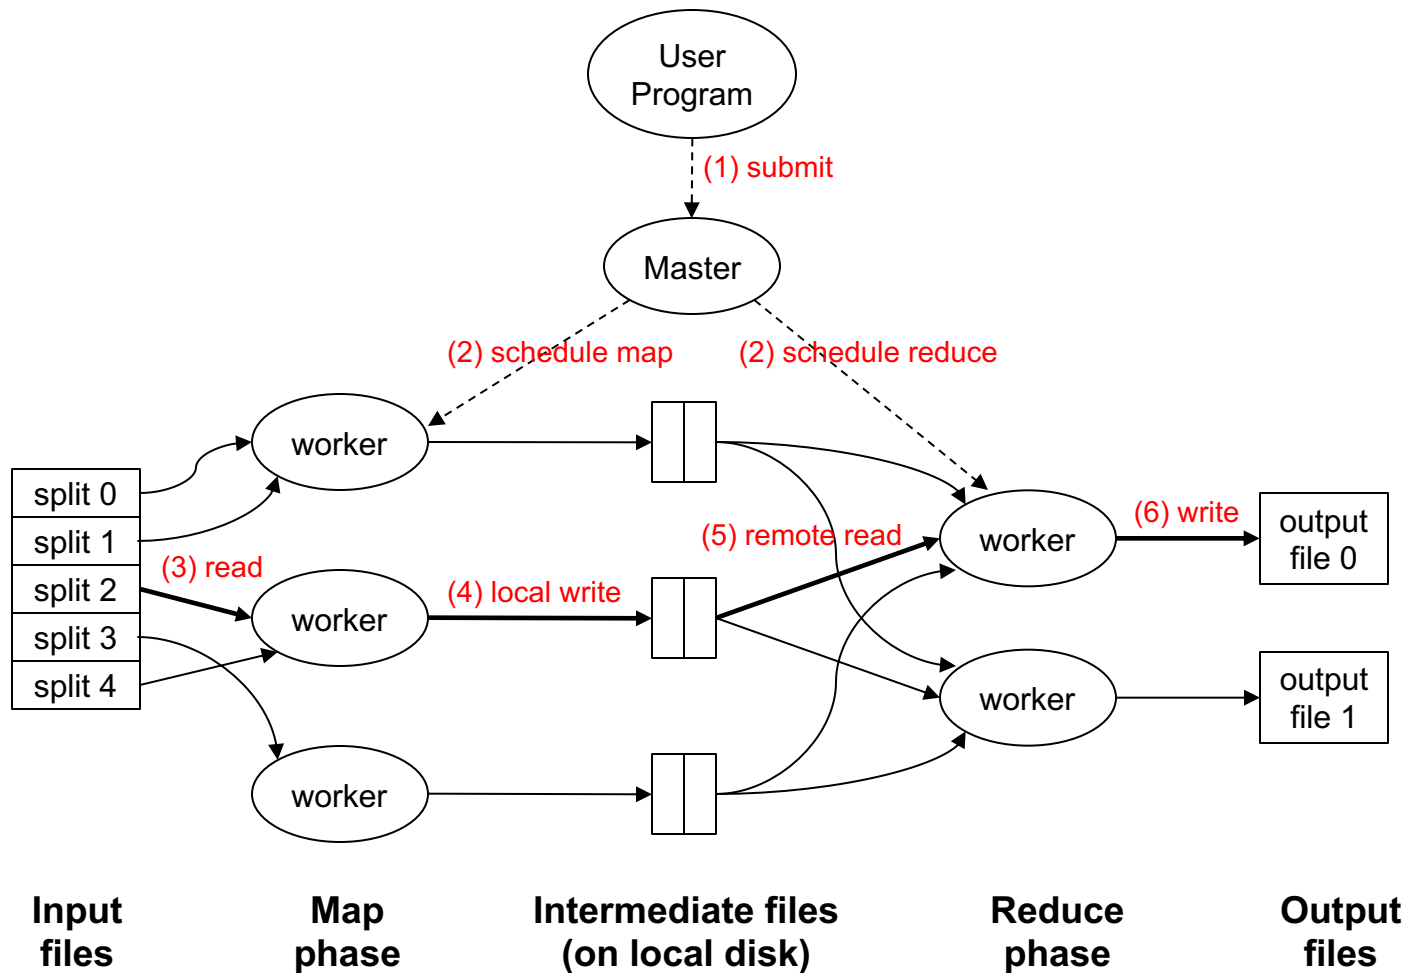 User
Program
(1) submit
Master
(2) schedule map
(2) schedule reduce
worker
split 0
split 1
split 2
split 3
split 4
(3) read
worker
(4) local write
worker
(5) remote read
worker
(6) write
output
file 0
worker
output
file 1
Input
files
Map
phase
Intermediate files
(on local disk)
Reduce
phase
Output
files